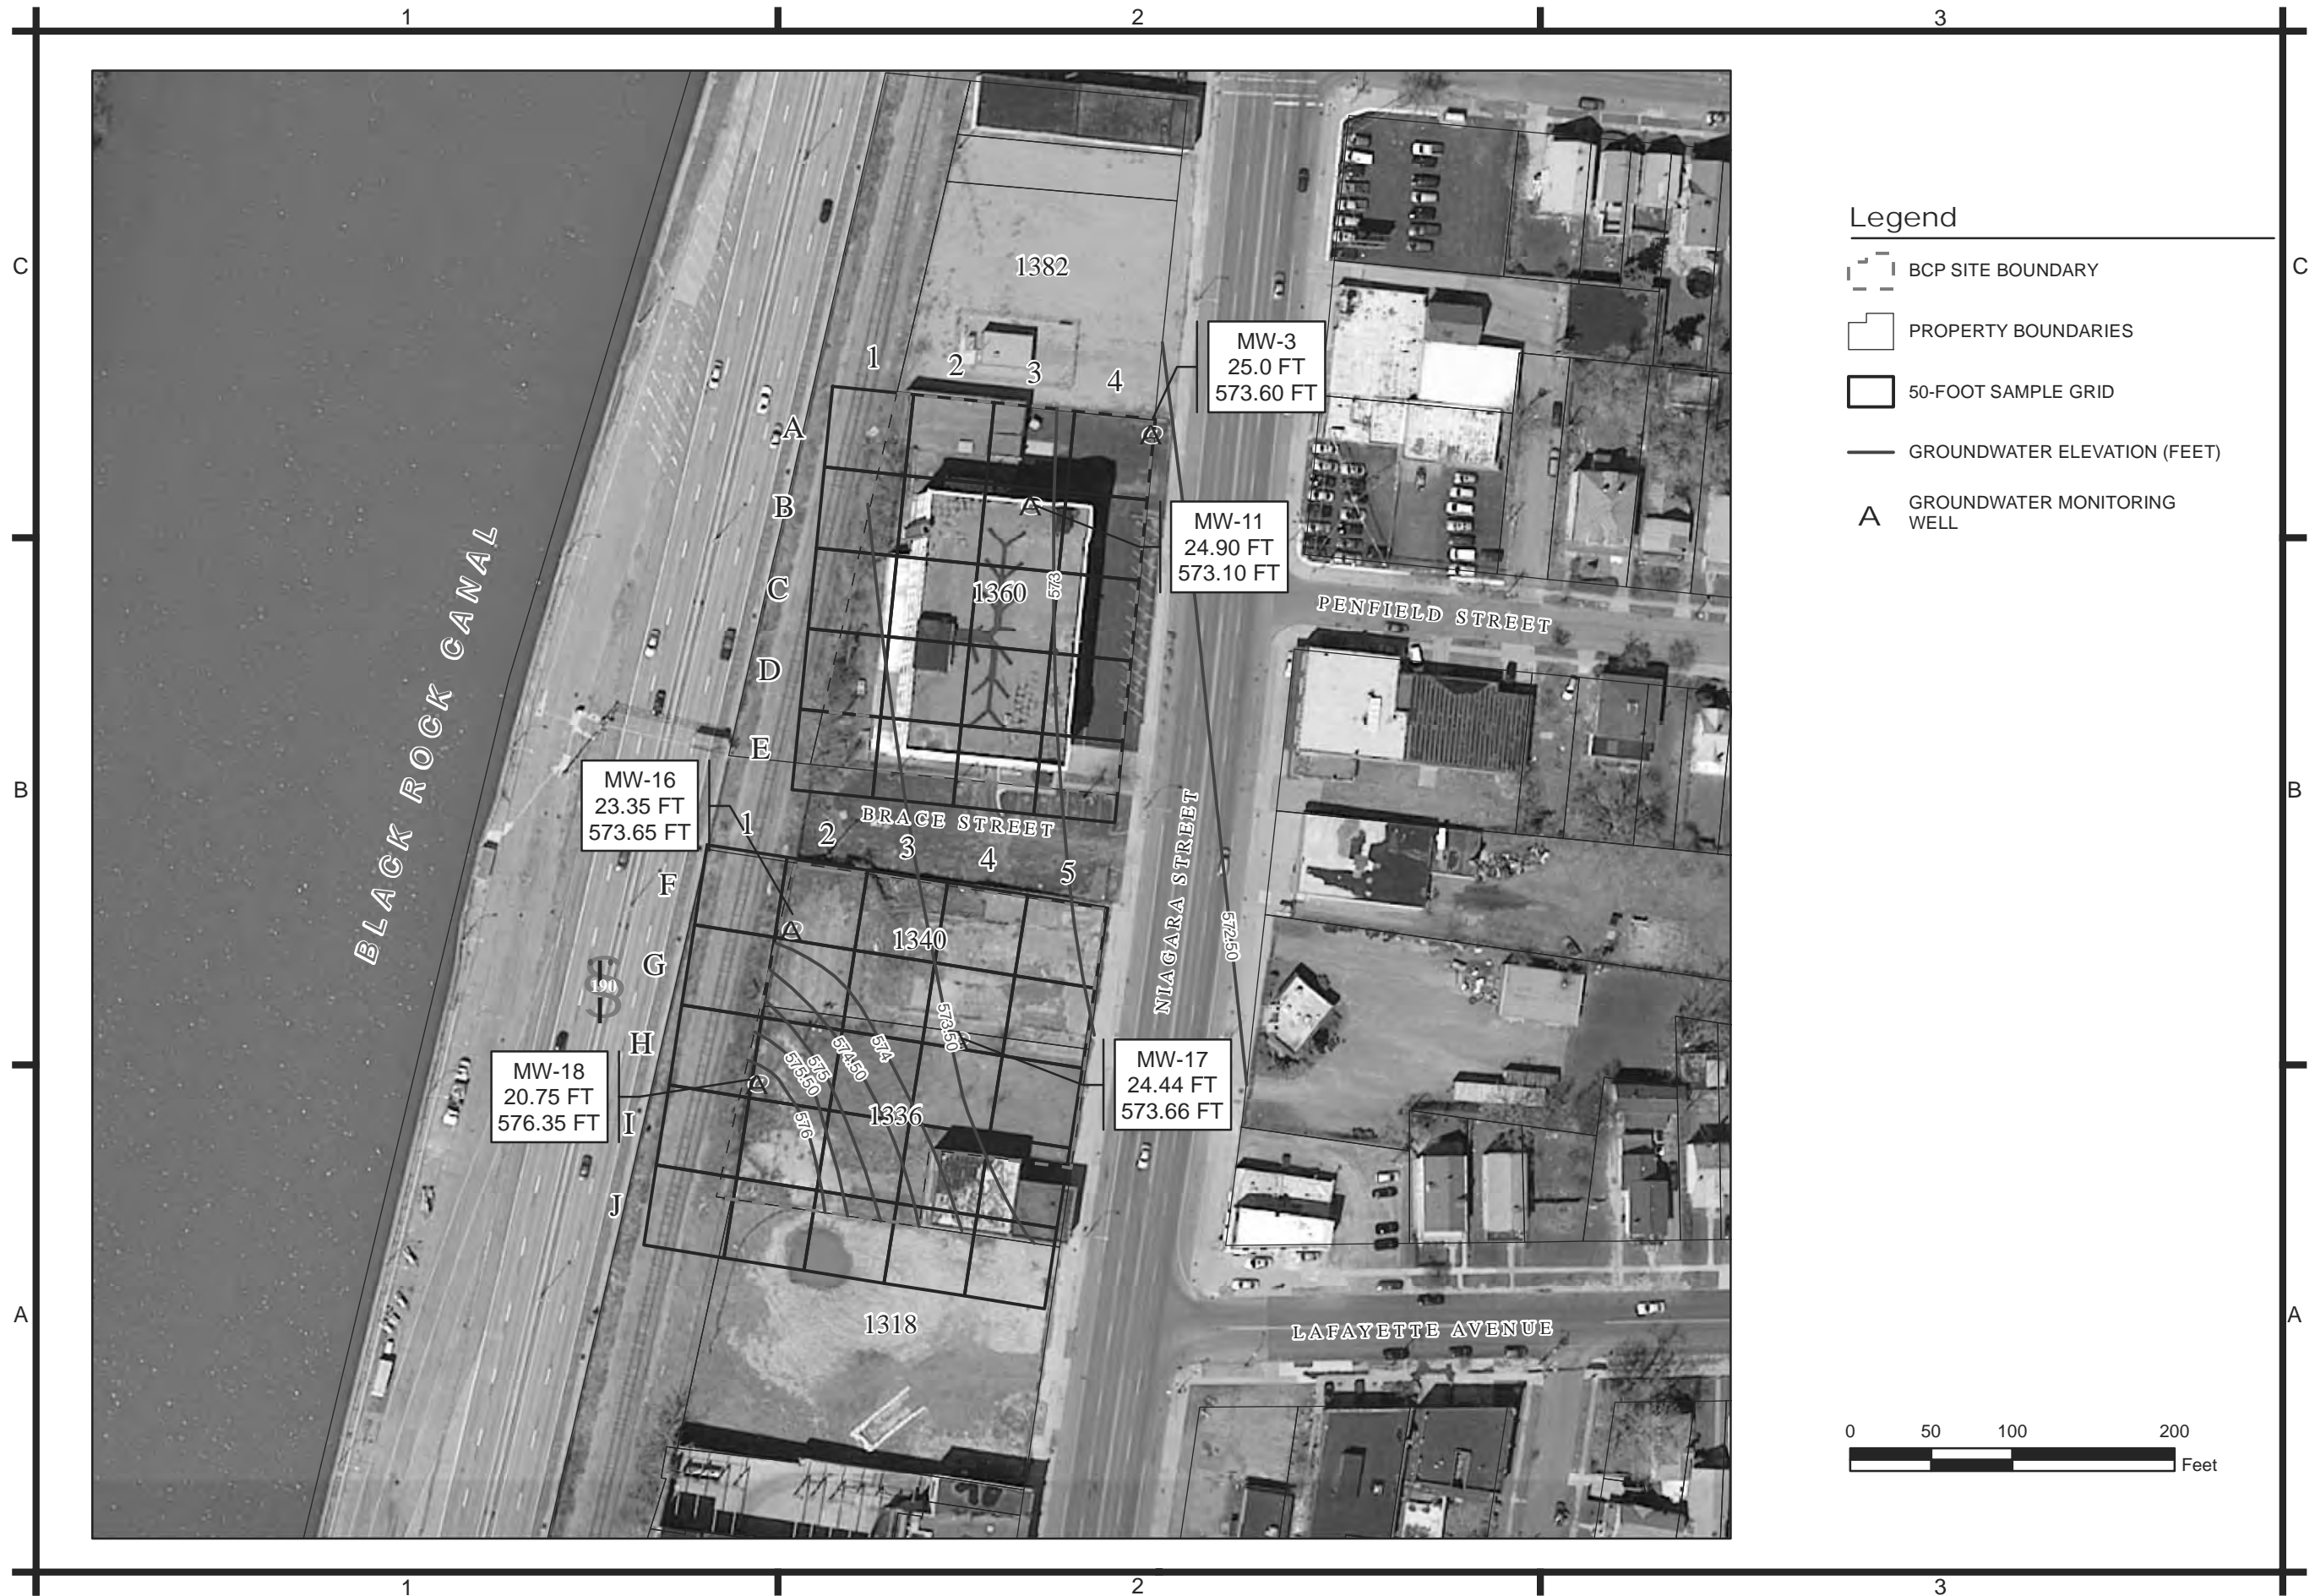 1
2
3
C
C
B
B
A
A
1
2
3
Legend
BCP SITE BOUNDARY
PROPERTY BOUNDARIES
50-FOOT SAMPLE GRID
GROUNDWATER ELEVATION (FEET)
A
GROUNDWATER MONITORING
WELL
0 50 100 200
Feet
1382
1 2 3 4
MW-3
25.0 FT
573.60 FT
A
A
B
A
MW-11
24.90 FT
573.10 FT
C
1360
573
PENFIELD STREET
D
E
BLACK ROCK CANAL
MW-16
23.35 FT
573.65 FT
BRACE STREET
1 2 3 4 5
NIAGARA STREET
F
A
1340
572.50
G
$
190
H
573.50
574
574.50
575
575.50
576
MW-18
20.75 FT
576.35 FT
A
MW-17
24.44 FT
573.66 FT
I
1336
J
1318
LAFAYETTE AVENUE